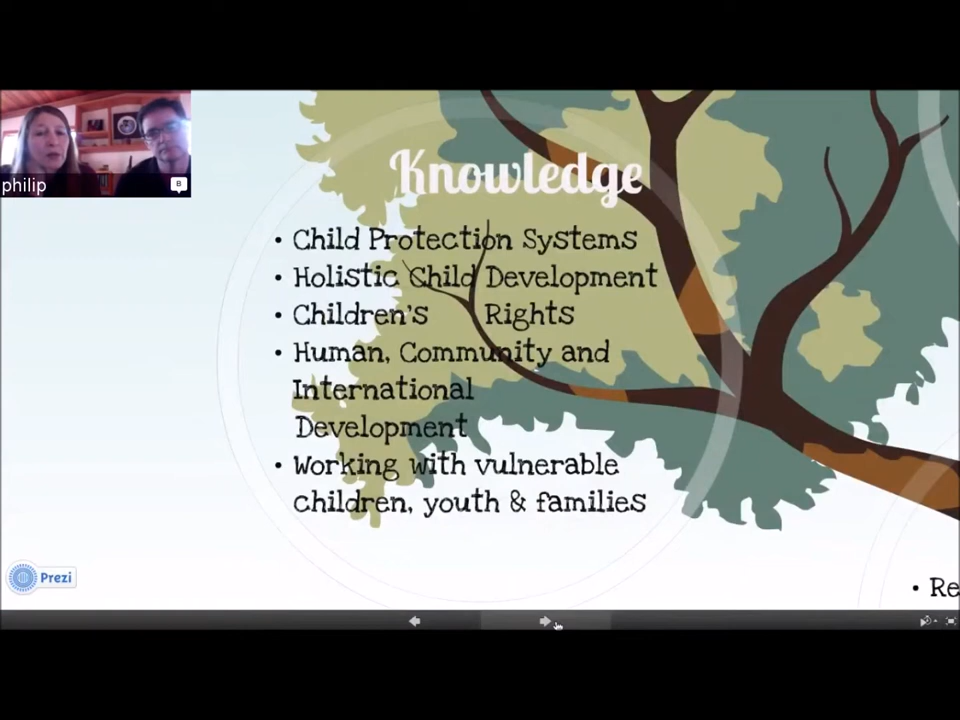 philip
B
Knowledge
• Child Protection Systems
• Holistic Child Development
• Children's Rights
• Human, Community and
International
Development
• Working with vulnerable
children, youth & families
Prezi
• Re